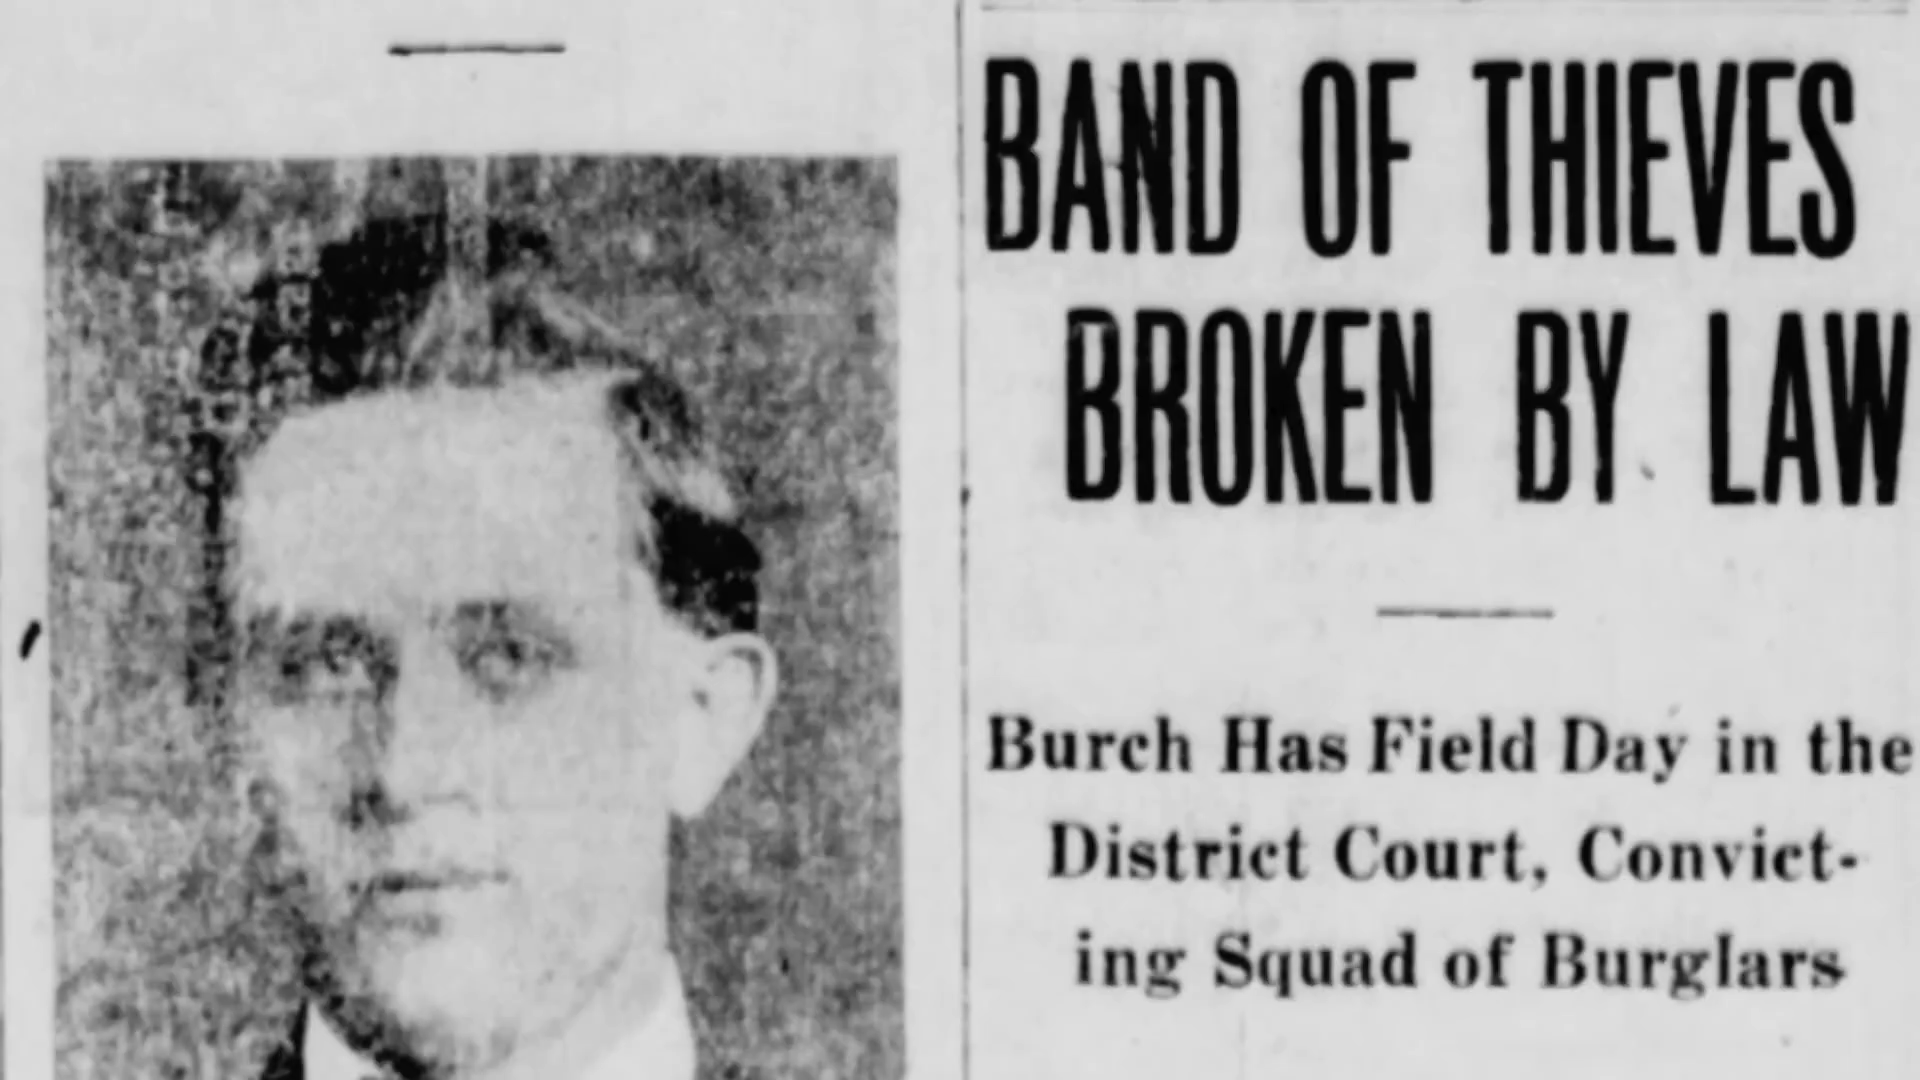 BAND OF THIEVES
BROKEN BY LAW
Burch Has Field Day in the
District Court, Convict-
ing Squad of Burglars